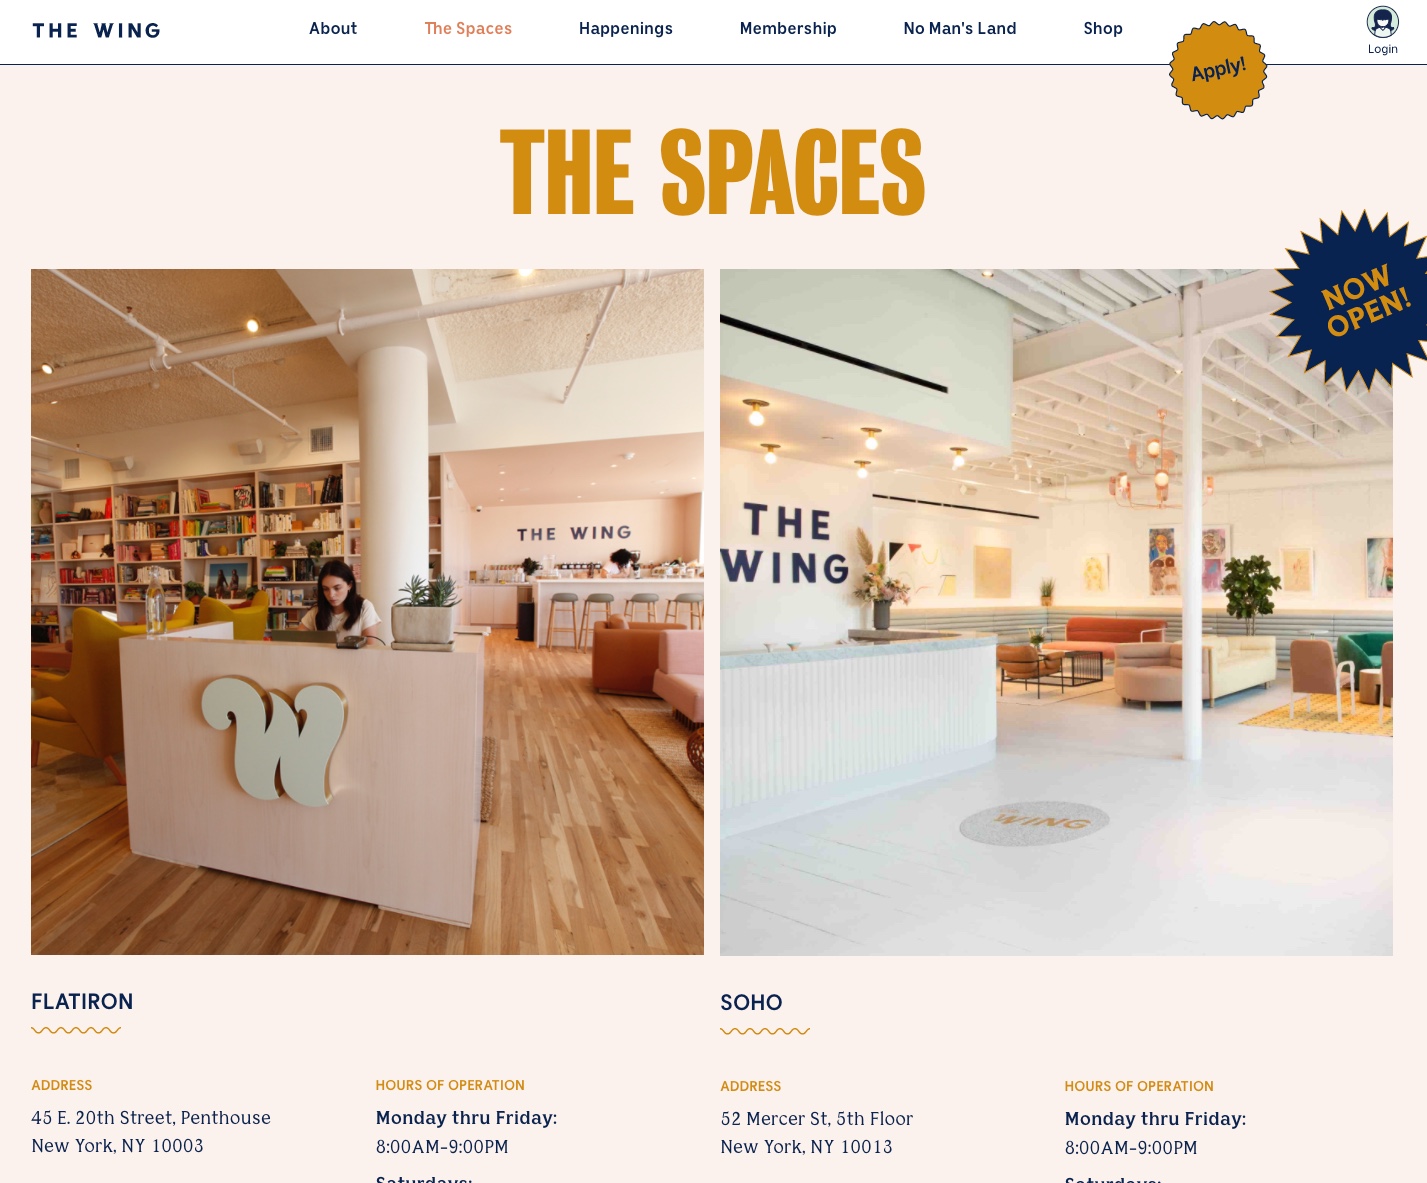 THE WING
About
The Spaces
Happenings
Membership
No Man's Land
Shop
Apply!
Login
THE SPACES
NOW
OPEN!
THE WING
W
THE
WING
WING
FLATIRON
SOHO
ADDRESS
45 E. 20th Street, Penthouse
New York, NY 10003
HOURS OF OPERATION
Monday thru Friday:
8:00AM-9:00PM
Saturdays:
ADDRESS
52 Mercer St, 5th Floor
New York, NY 10013
HOURS OF OPERATION
Monday thru Friday:
8:00AM-9:00PM
Saturdays: